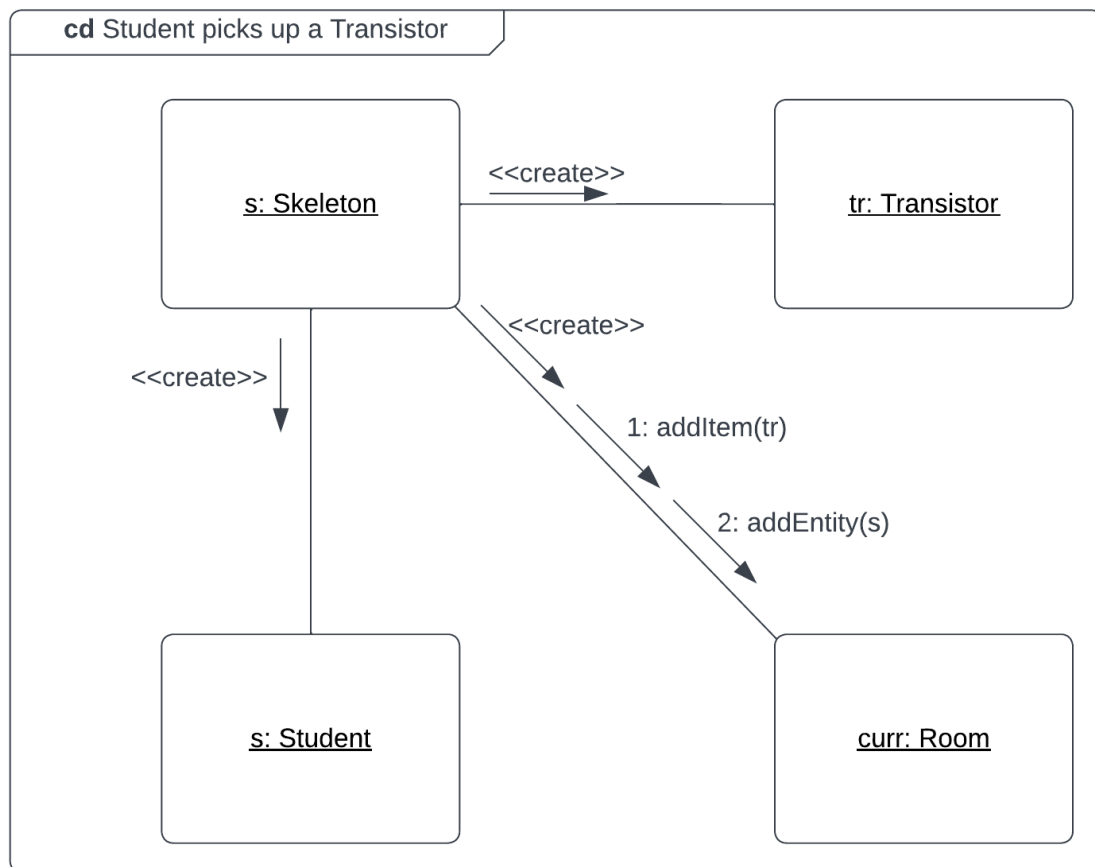 cd Student picks up a Transistor
s: Skeleton
<<create>>
tr: Transistor
<<create>>
<<create>>
1: addItem(tr)
2: addEntity(s)
s: Student
curr: Room